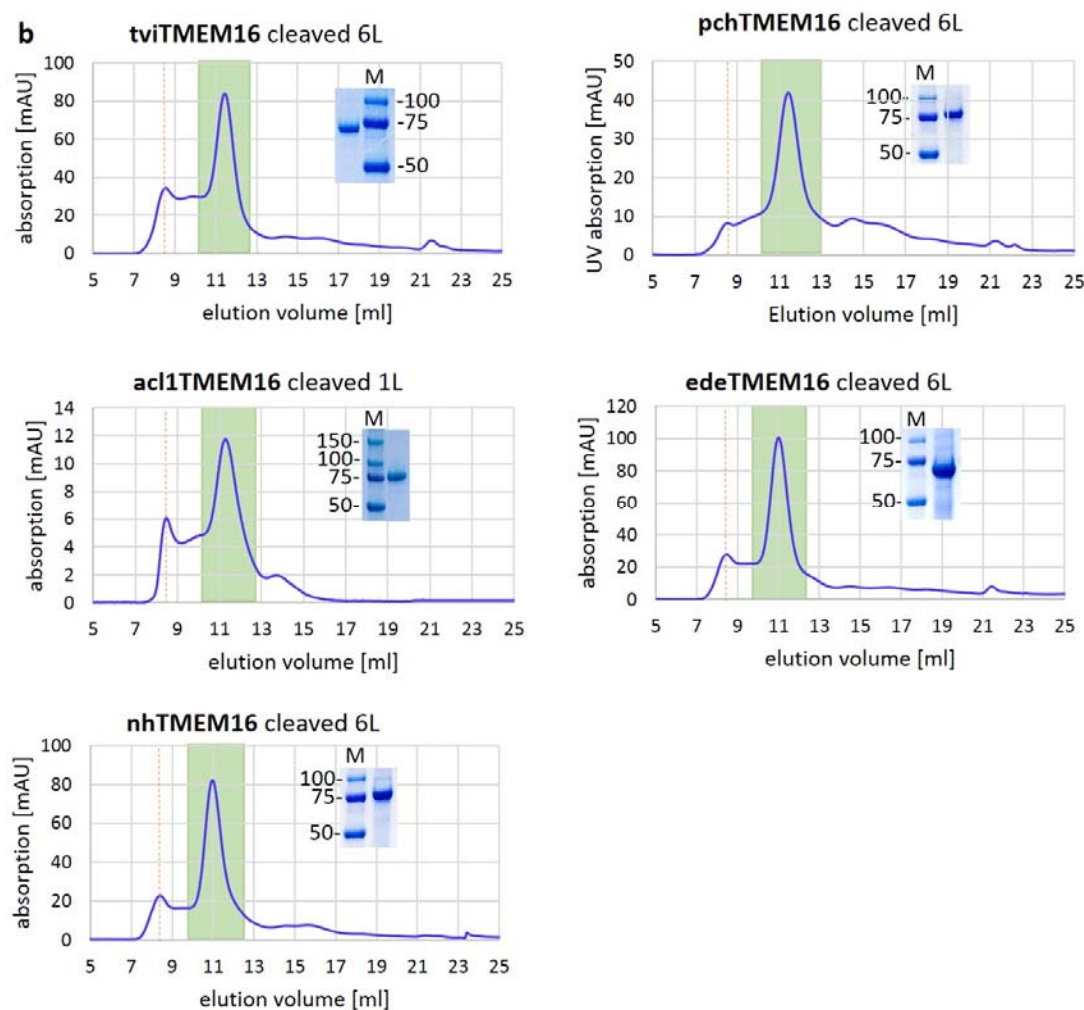 b
tviTMEM16 cleaved 6L
absorption [mAU]
100
80
60
40
20
0
M
-100
-75
-50
5 7 9 11 13 15 17 19 21 23 25
elution volume [ml]
pchTMEM16 cleaved 6L
UV absorption [mAU]
50
40
30
20
10
0
M
100-
75-
50-
5 7 9 11 13 15 17 19 21 23 25
Elution volume [ml]
acl1TMEM16 cleaved 1L
absorption [mAU]
14
12
10
8
6
4
2
0
M
150-
100-
75-
50-
5 7 9 11 13 15 17 19 21 23 25
elution volume [ml]
edeTMEM16 cleaved 6L
absorption [mAU]
120
100
80
60
40
20
0
M
100-
75-
50-
5 7 9 11 13 15 17 19 21 23 25
elution volume [ml]
nhTMEM16 cleaved 6L
absorption [mAU]
100
80
60
40
20
0
M
100-
75-
50-
5 7 9 11 13 15 17 19 21 23 25
elution volume [ml]